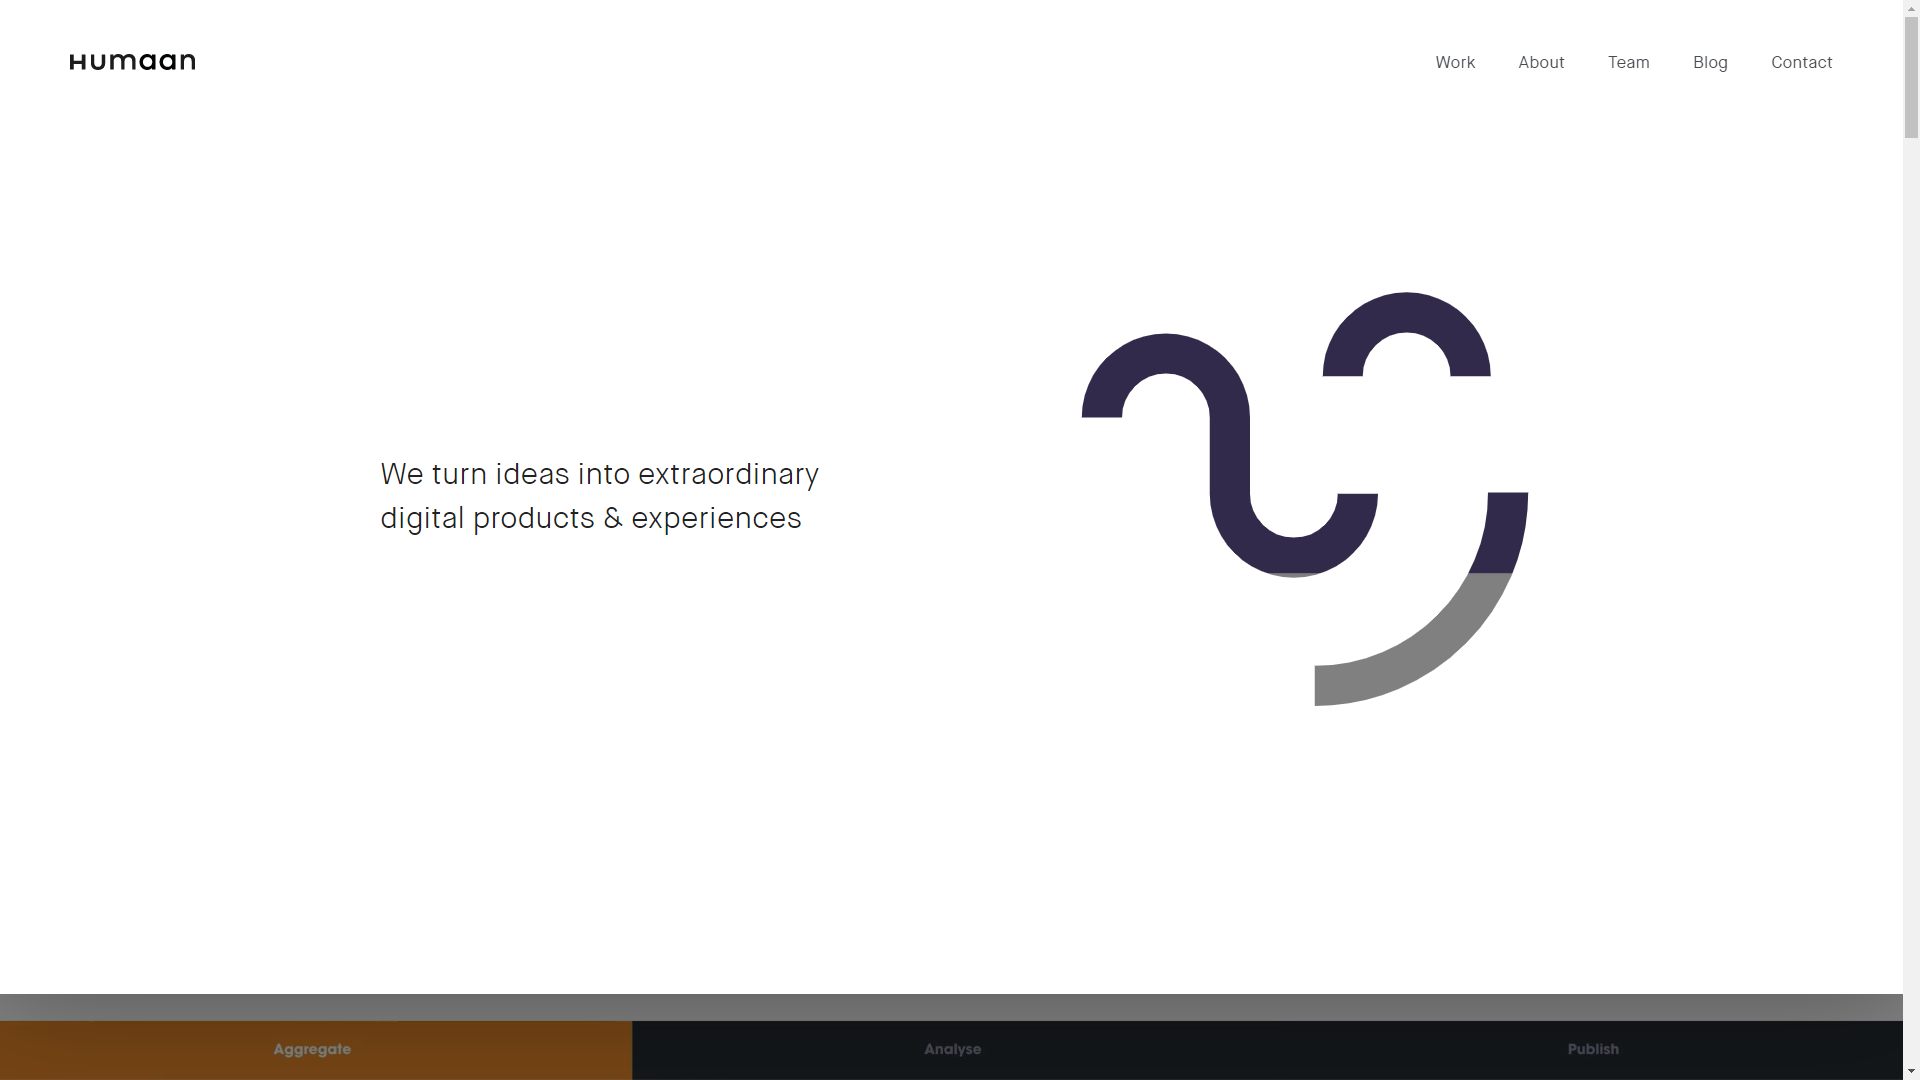 Humaan
Work
About
Team
Blog
Contact
We turn ideas into extraordinary
digital products & experiences
Aggregate
Analyse
Publish